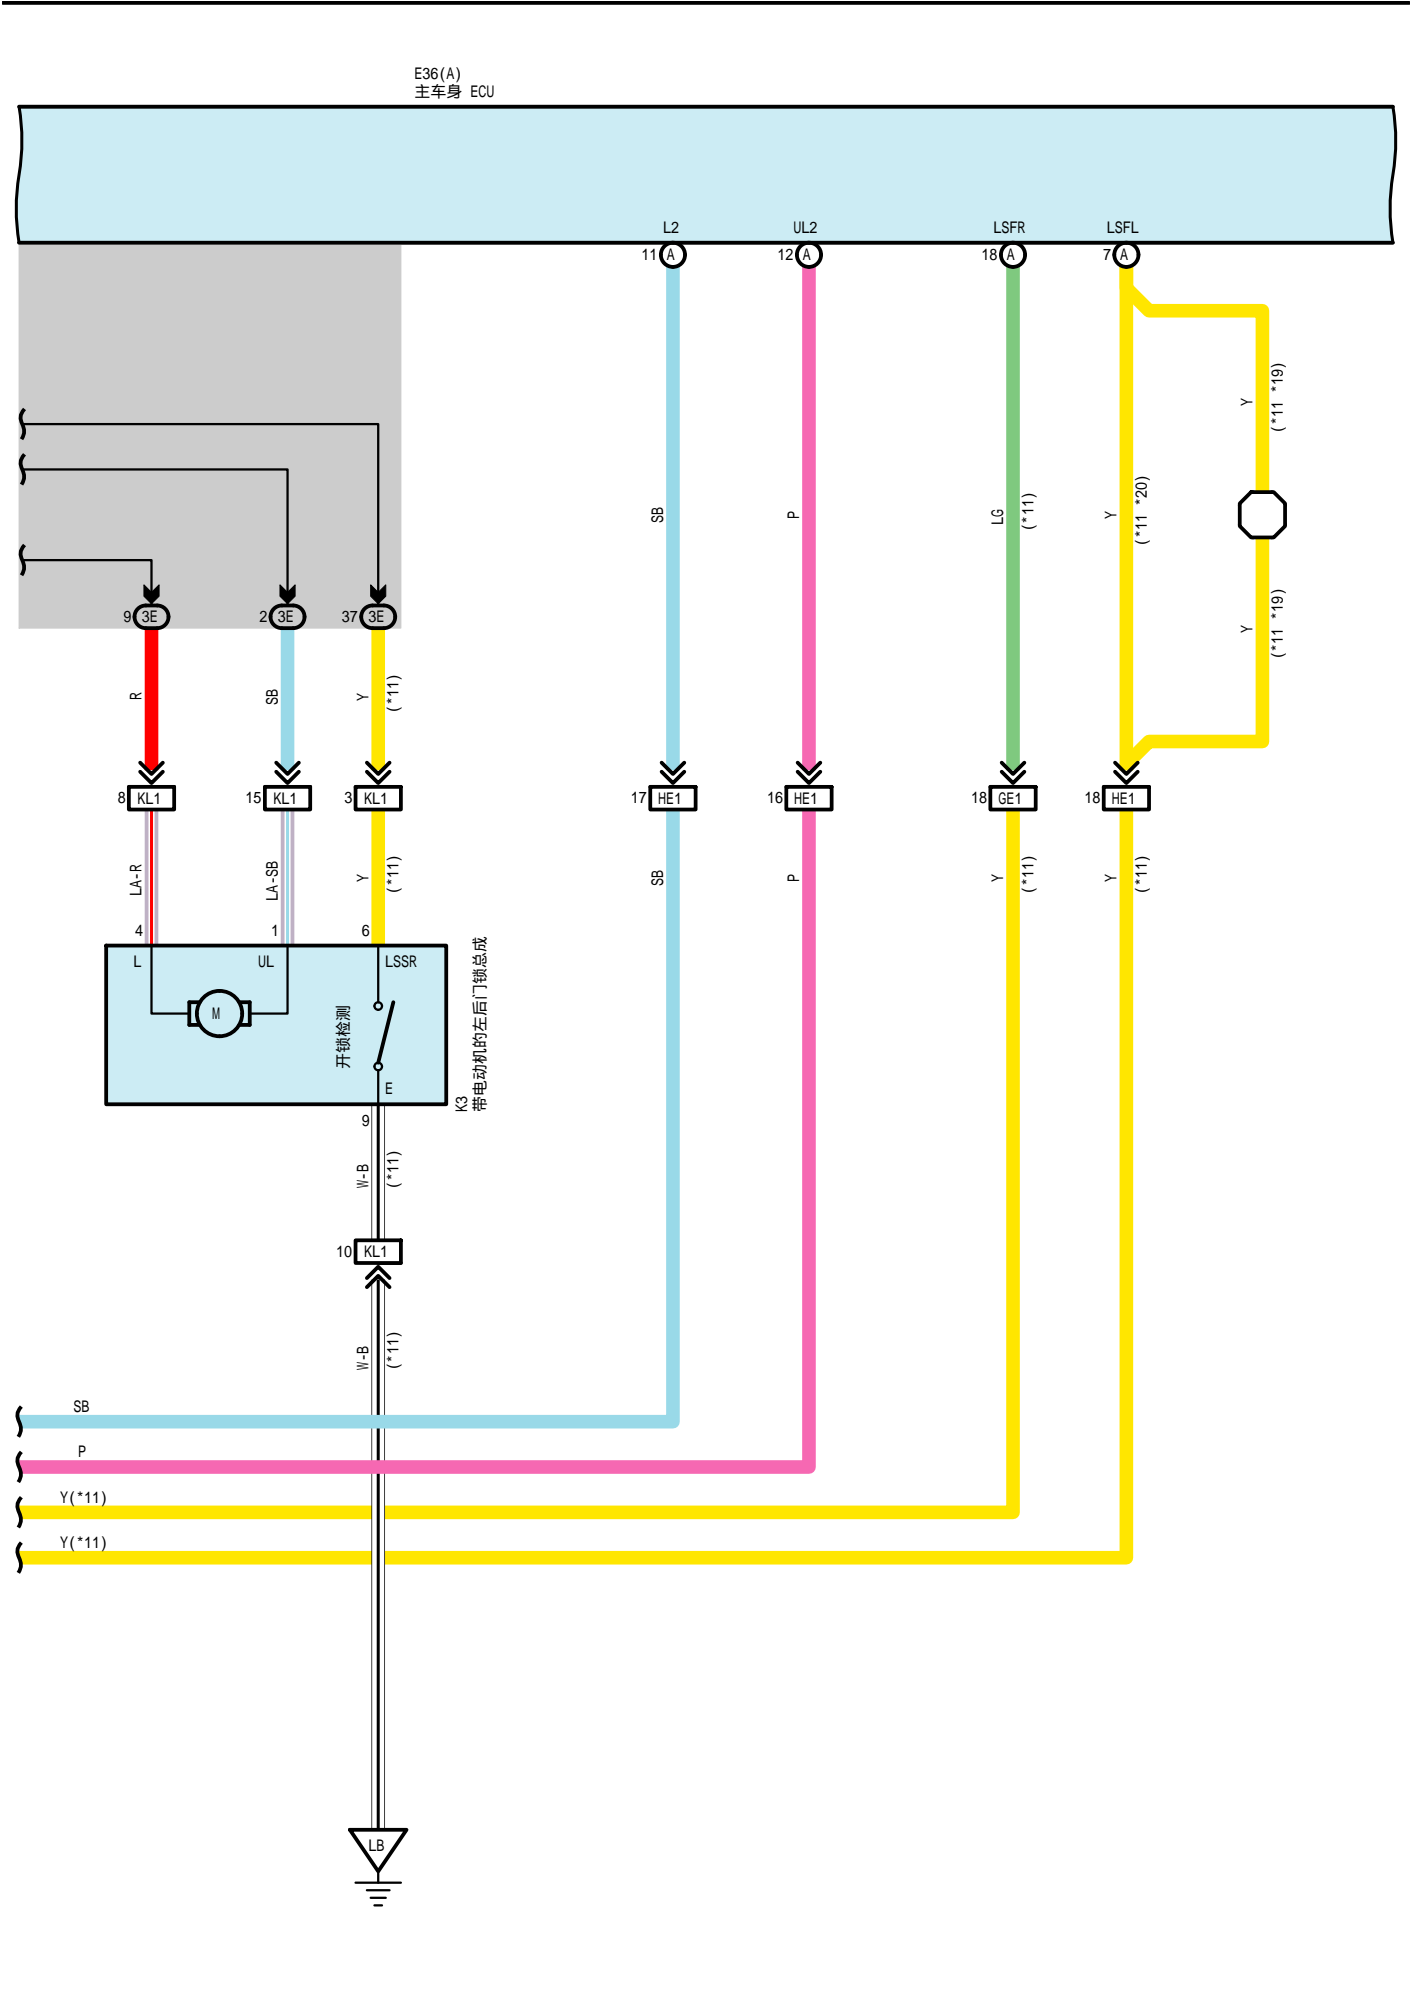 E36(A)
主车身 ECU
L2
UL2
LSFR
LSFL
11 A
12 A
18 A
7 A
Y
(*11 *19)
SB
P
LG
(*11)
Y
(*11 *20)
9 3E
2 3E
37 3E
Y
(*11 *19)
R
SB
Y
(*11)
8 KL1
15 KL1
3 KL1
17 HE1
16 HE1
18 GE1
18 HE1
LA-R
LA-SB
Y
(*11)
SB
P
Y
(*11)
Y
(*11)
4
1
6
L
UL
LSSR
M
开锁检测
E
K3
带电动机的左后门锁总成
9
W-B
(*11)
10 KL1
W-B
(*11)
SB
P
Y(*11)
Y(*11)
LB